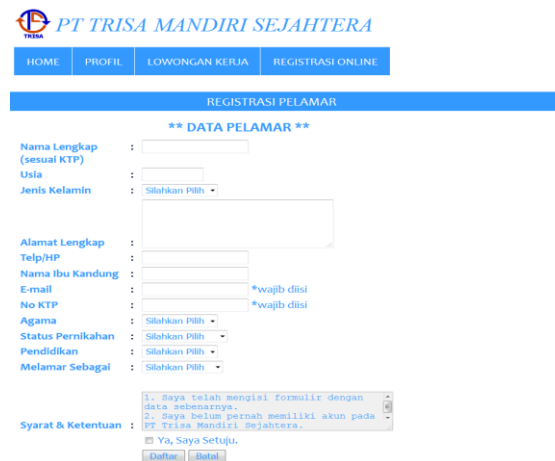 TRISA
PT TRISA MANDIRI SEJAHTERA
HOME PROFIL LOWONGAN KERJA REGISTRASI ONLINE
REGISTRASI PELAMAR
** DATA PELAMAR **
Nama Lengkap :
(sesuai KTP)
Usia :
Jenis Kelamin : Silahkan Pilih
Alamat Lengkap :
Telp/HP :
Nama Ibu Kandung :
E-mail : *wajib diisi
No KTP : *wajib diisi
Agama : Silahkan Pilih
Status Pernikahan : Silahkan Pilih
Pendidikan : Silahkan Pilih
Melamar Sebagai : Silahkan Pilih
1. Saya telah mengisi formulir dengan
data sebenarnya.
2. Saya belum pernah memiliki akun pada
Syarat & Ketentuan : PT Trisa Mandiri Sejahtera.
Ya, Saya Setuju.
Daftar Batal